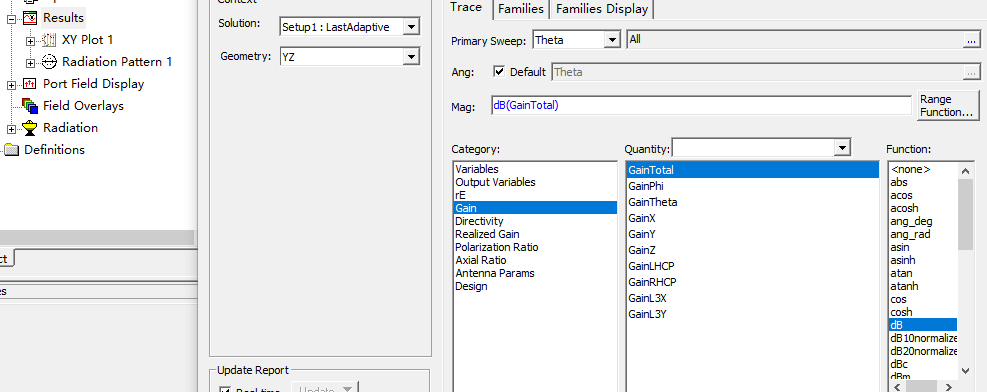 Results
XY Plot 1
Radiation Pattern 1
Port Field Display
Field Overlays
Radiation
Definitions
ct
es
Context
Solution: Setup1 : LastAdaptive
Geometry: YZ
Update Report
Real time Update
Trace Families Families Display
Primary Sweep: Theta All ...
Ang: Default Theta ...
Mag: dB(GainTotal) Range
Function...
Category: Quantity: Function:
Variables
Output Variables
rE
Gain
Directivity
Realized Gain
Polarization Ratio
Axial Ratio
Antenna Params
Design
GainTotal
GainPhi
GainTheta
GainX
GainY
GainZ
GainLHCP
GainRHCP
GainL3X
GainL3Y
<none>
abs
acos
acosh
ang_deg
ang_rad
asin
asinh
atan
atanh
cos
cosh
dB
dB10normalize
dB20normalize
dBc
dBm